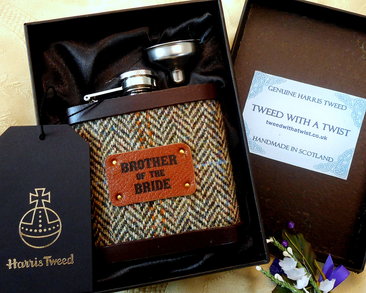 BROTHER
OF THE
BRIDE
Harris Tweed
GENUINE HARRIS TWEED
TWEED WITH A TWIST
tweedwithatwist.co.uk
HANDMADE IN SCOTLAND